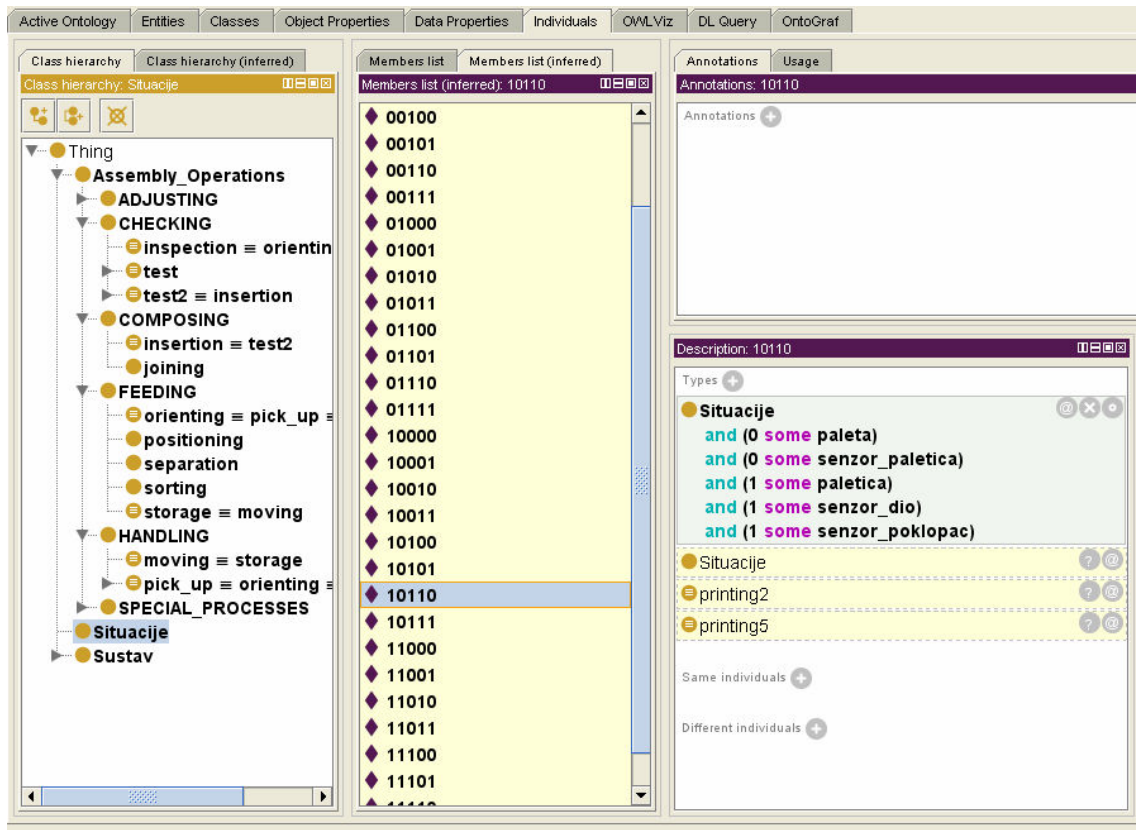 Active Ontology Entities Classes Object Properties Data Properties Individuals OWLViz DL Query OntoGraf
Class hierarchy Class hierarchy (inferred)
Class hierarchy: Situacije
Thing
Assembly_Operations
ADJUSTING
CHECKING
inspection ≡ orientin
test
test2 ≡ insertion
COMPOSING
insertion ≡ test2
joining
FEEDING
orienting ≡ pick_up ≡
positioning
separation
sorting
storage ≡ moving
HANDLING
moving ≡ storage
pick_up ≡ orienting ≡
SPECIAL_PROCESSES
Situacije
Sustav
Members list Members list (inferred)
Members list (inferred): 10110
00100
00101
00110
00111
01000
01001
01010
01011
01100
01101
01110
01111
10000
10001
10010
10011
10100
10101
10110
10111
11000
11001
11010
11011
11100
11101
11110
Annotations Usage
Annotations: 10110
Annotations
Description: 10110
Types
Situacije
and (0 some paleta)
and (0 some senzor_paletica)
and (1 some paletica)
and (1 some senzor_dio)
and (1 some senzor_poklopac)
Situacije
printing2
printing5
Same individuals
Different individuals